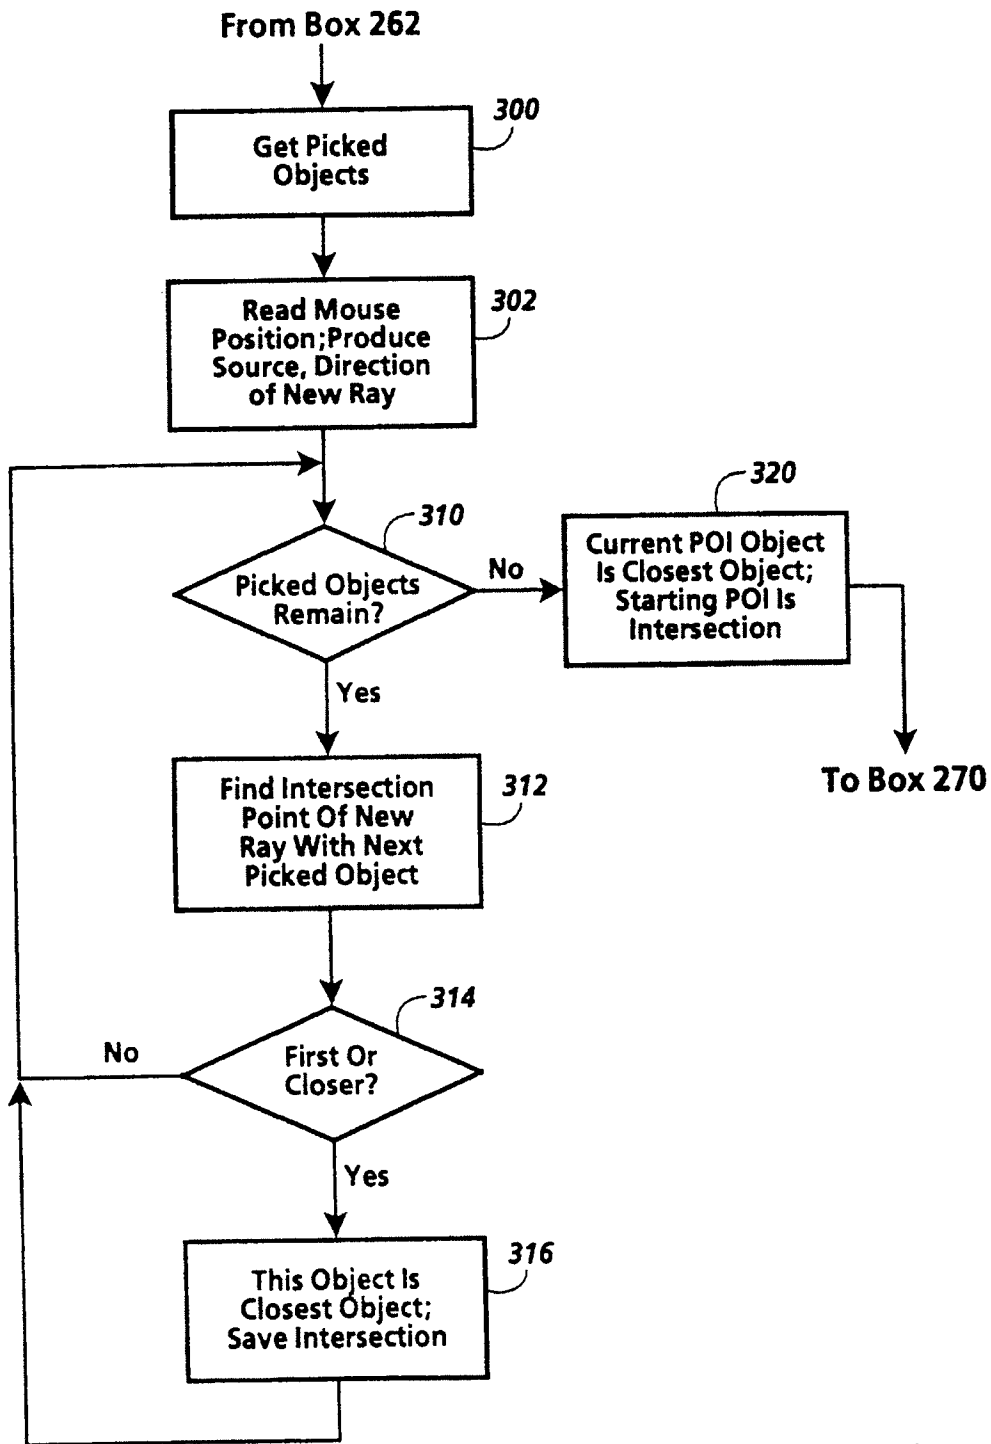 From Box 262
300
Get Picked
Objects
302
Read Mouse
Position;Produce
Source, Direction
of New Ray
310
Picked Objects
Remain?
No
320
Current POI Object
Is Closest Object;
Starting POI Is
Intersection
Yes
To Box 270
312
Find Intersection
Point Of New
Ray With Next
Picked Object
314
First Or
Closer?
No
Yes
316
This Object Is
Closest Object;
Save Intersection